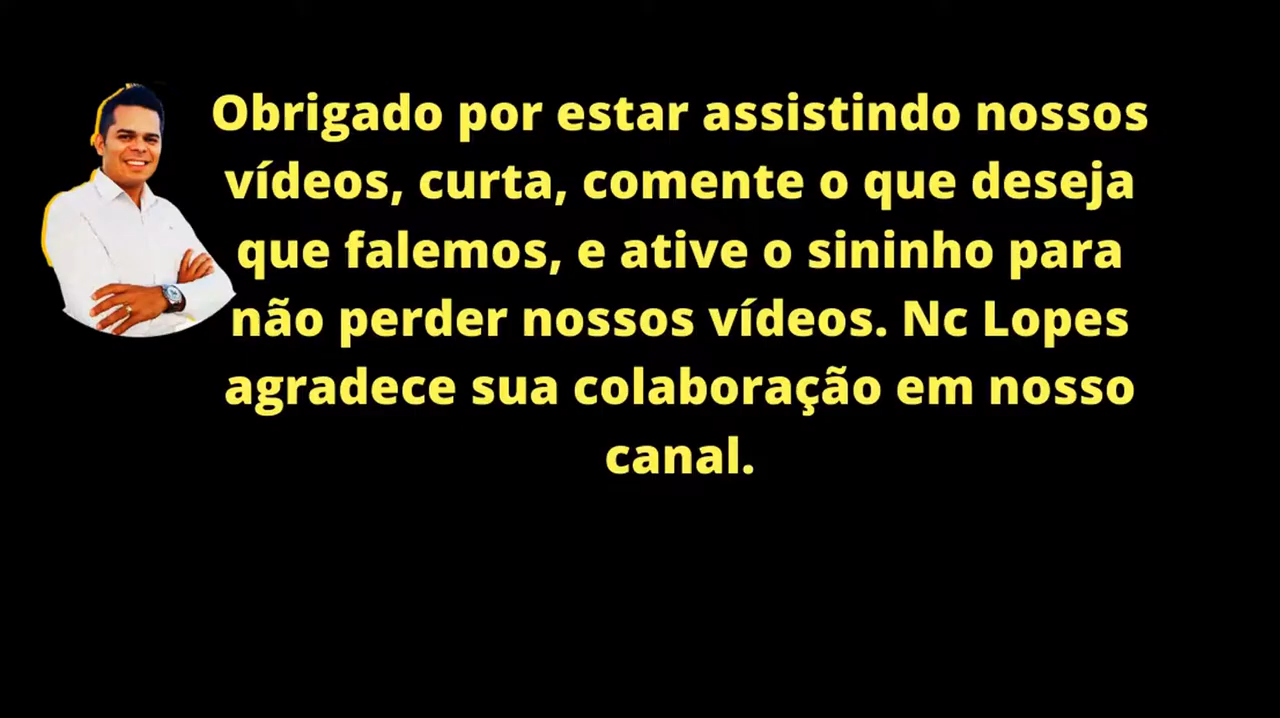 Obrigado por estar assistindo nossos
vídeos, curta, comente o que deseja
que falemos, e ative o sininho para
não perder nossos vídeos. Nc Lopes
agradece sua colaboração em nosso
canal.